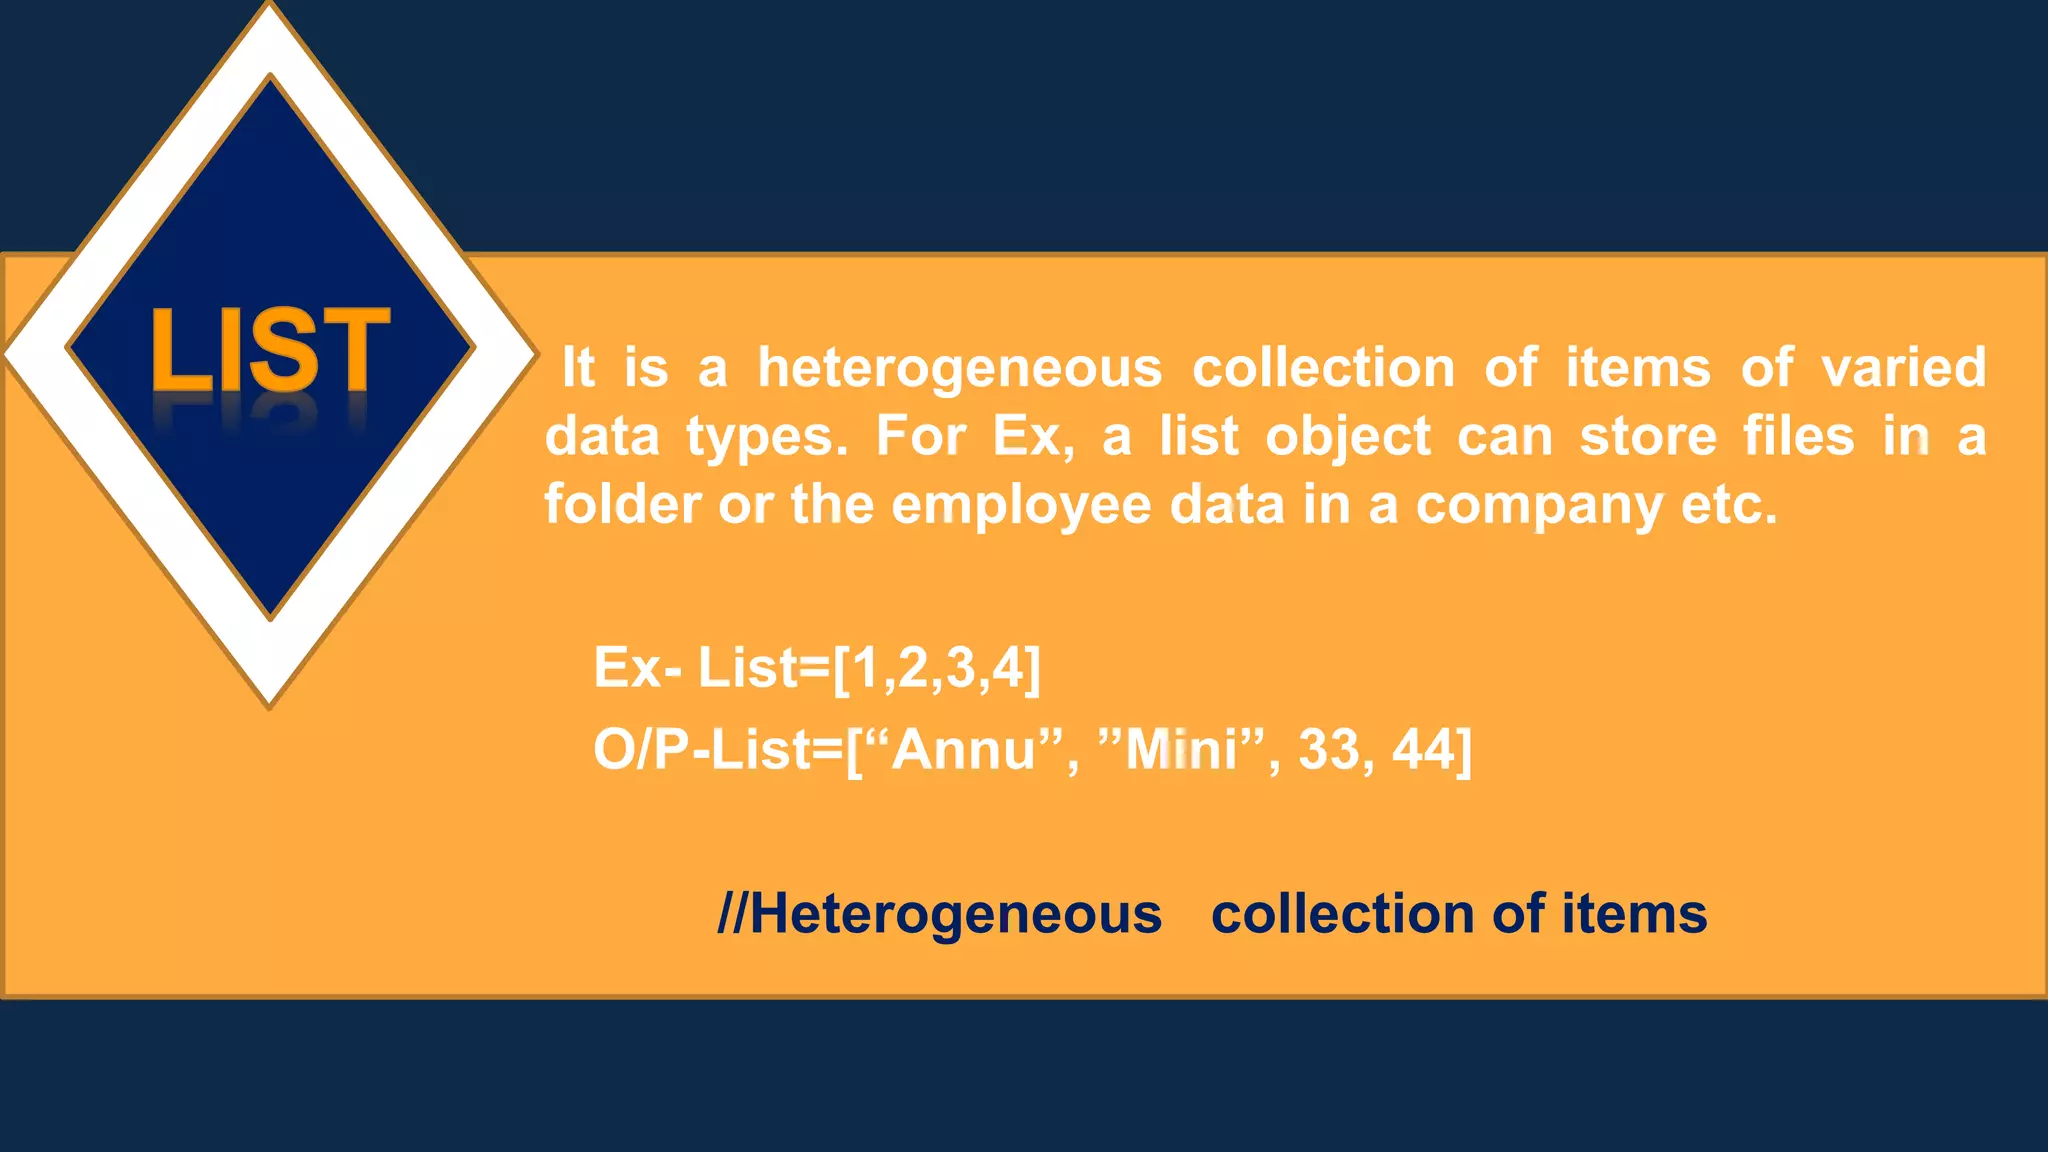 LIST
It is a heterogeneous collection of items of varied
data types. For Ex, a list object can store files in a
folder or the employee data in a company etc.
Ex- List=[1,2,3,4]
O/P-List=[“Annu”, ”Mini”, 33, 44]
//Heterogeneous collection of items